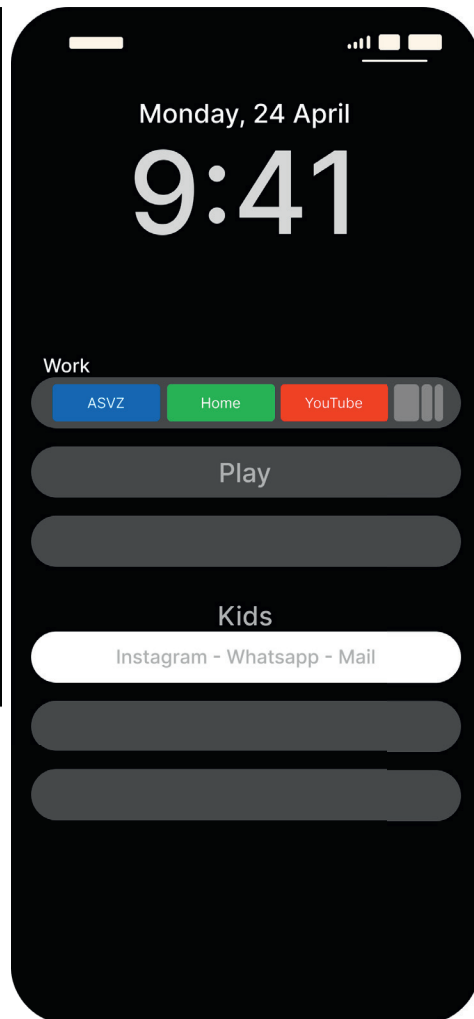 Monday, 24 April
9:41
Work
ASVZ Home YouTube
Play
Kids
Instagram - Whatsapp - Mail